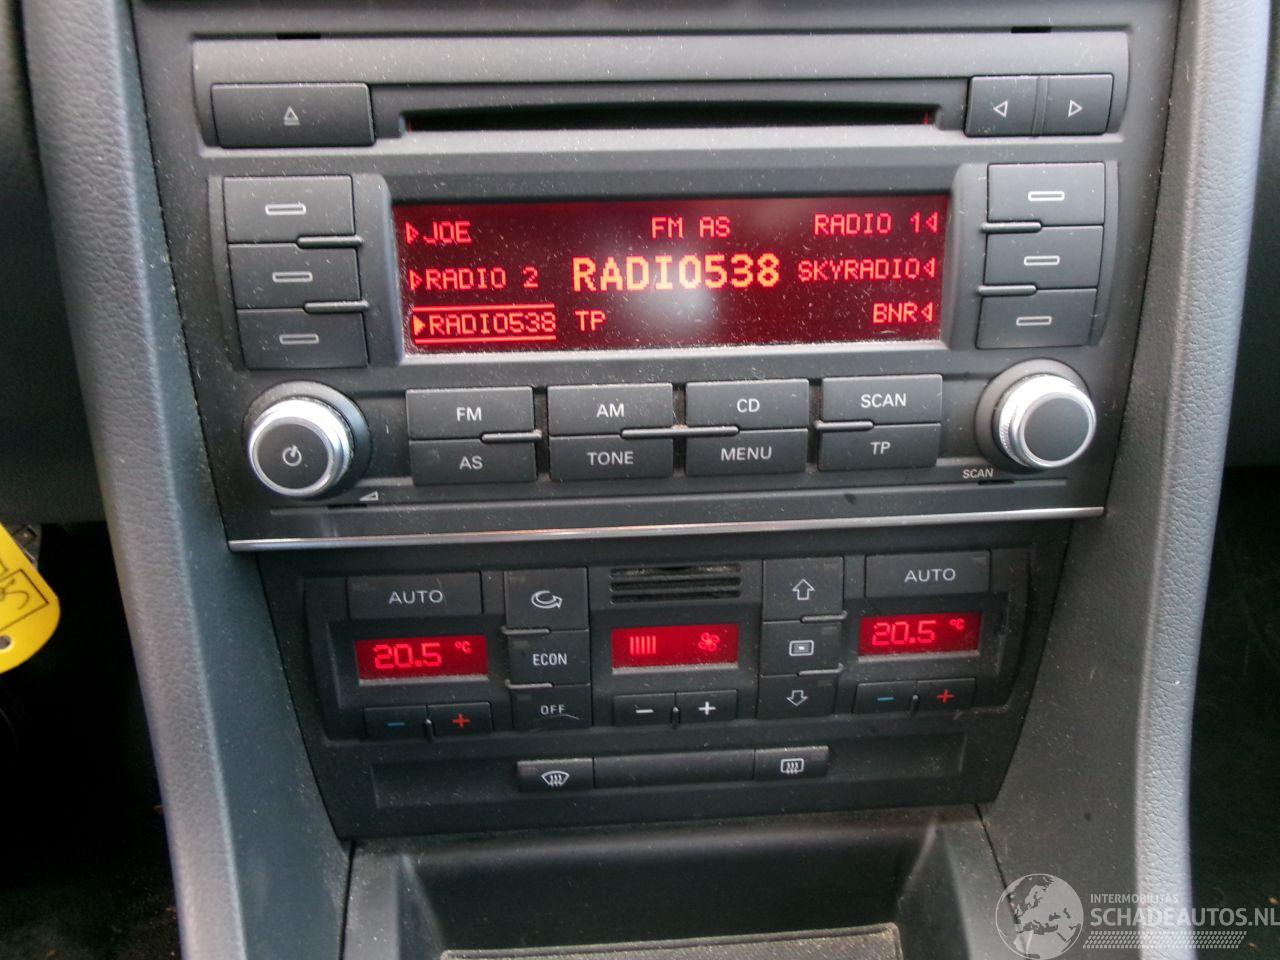 JOE FM AS RADIO 1
RADIO 2 RADIO538 SKYRADIO
RADIO538 TP BNR
FM AM CD SCAN
AS TONE MENU TP
SCAN
AUTO AUTO
20.5 °C 20.5 °C
ECON
OFF
- + - + - +
INTERMOBILITAS
SCHADEAUTOS.NL